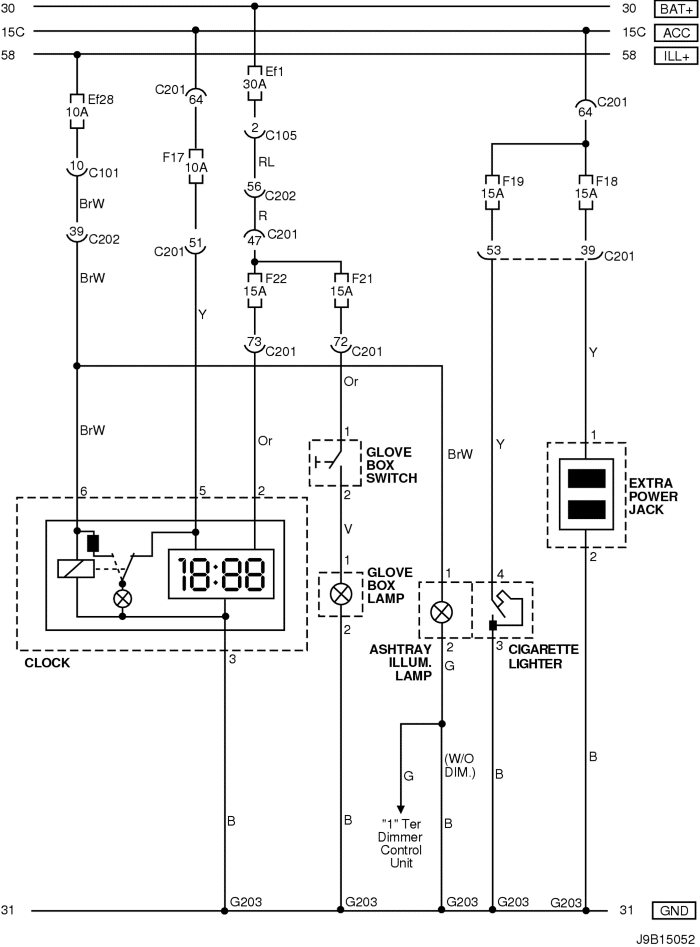 30
30
BAT+
15C
15C
ACC
58
58
ILL+
Ef1
30A
Ef28
10A
C201
64
C201
64
2
C105
F17
10A
RL
10
C101
F19
15A
F18
15A
56
C202
BrW
R
39
C202
51
C201
47
C201
53
39
C201
BrW
F22
15A
F21
15A
Y
73
C201
72
C201
Y
Or
BrW
Or
1
BrW
Y
1
GLOVE
BOX
SWITCH
6
5
2
2
EXTRA
POWER
JACK
V
2
18:88
1
GLOVE
BOX
LAMP
1
4
2
3
CLOCK
ASHTRAY
ILLUM.
LAMP
2
G
3
CIGARETTE
LIGHTER
(W/O
DIM.)
G
B
B
B
B
B
"1" Ter
Dimmer
Control
Unit
G203
G203
G203
G203
G203
31
31
GND
J9B15052